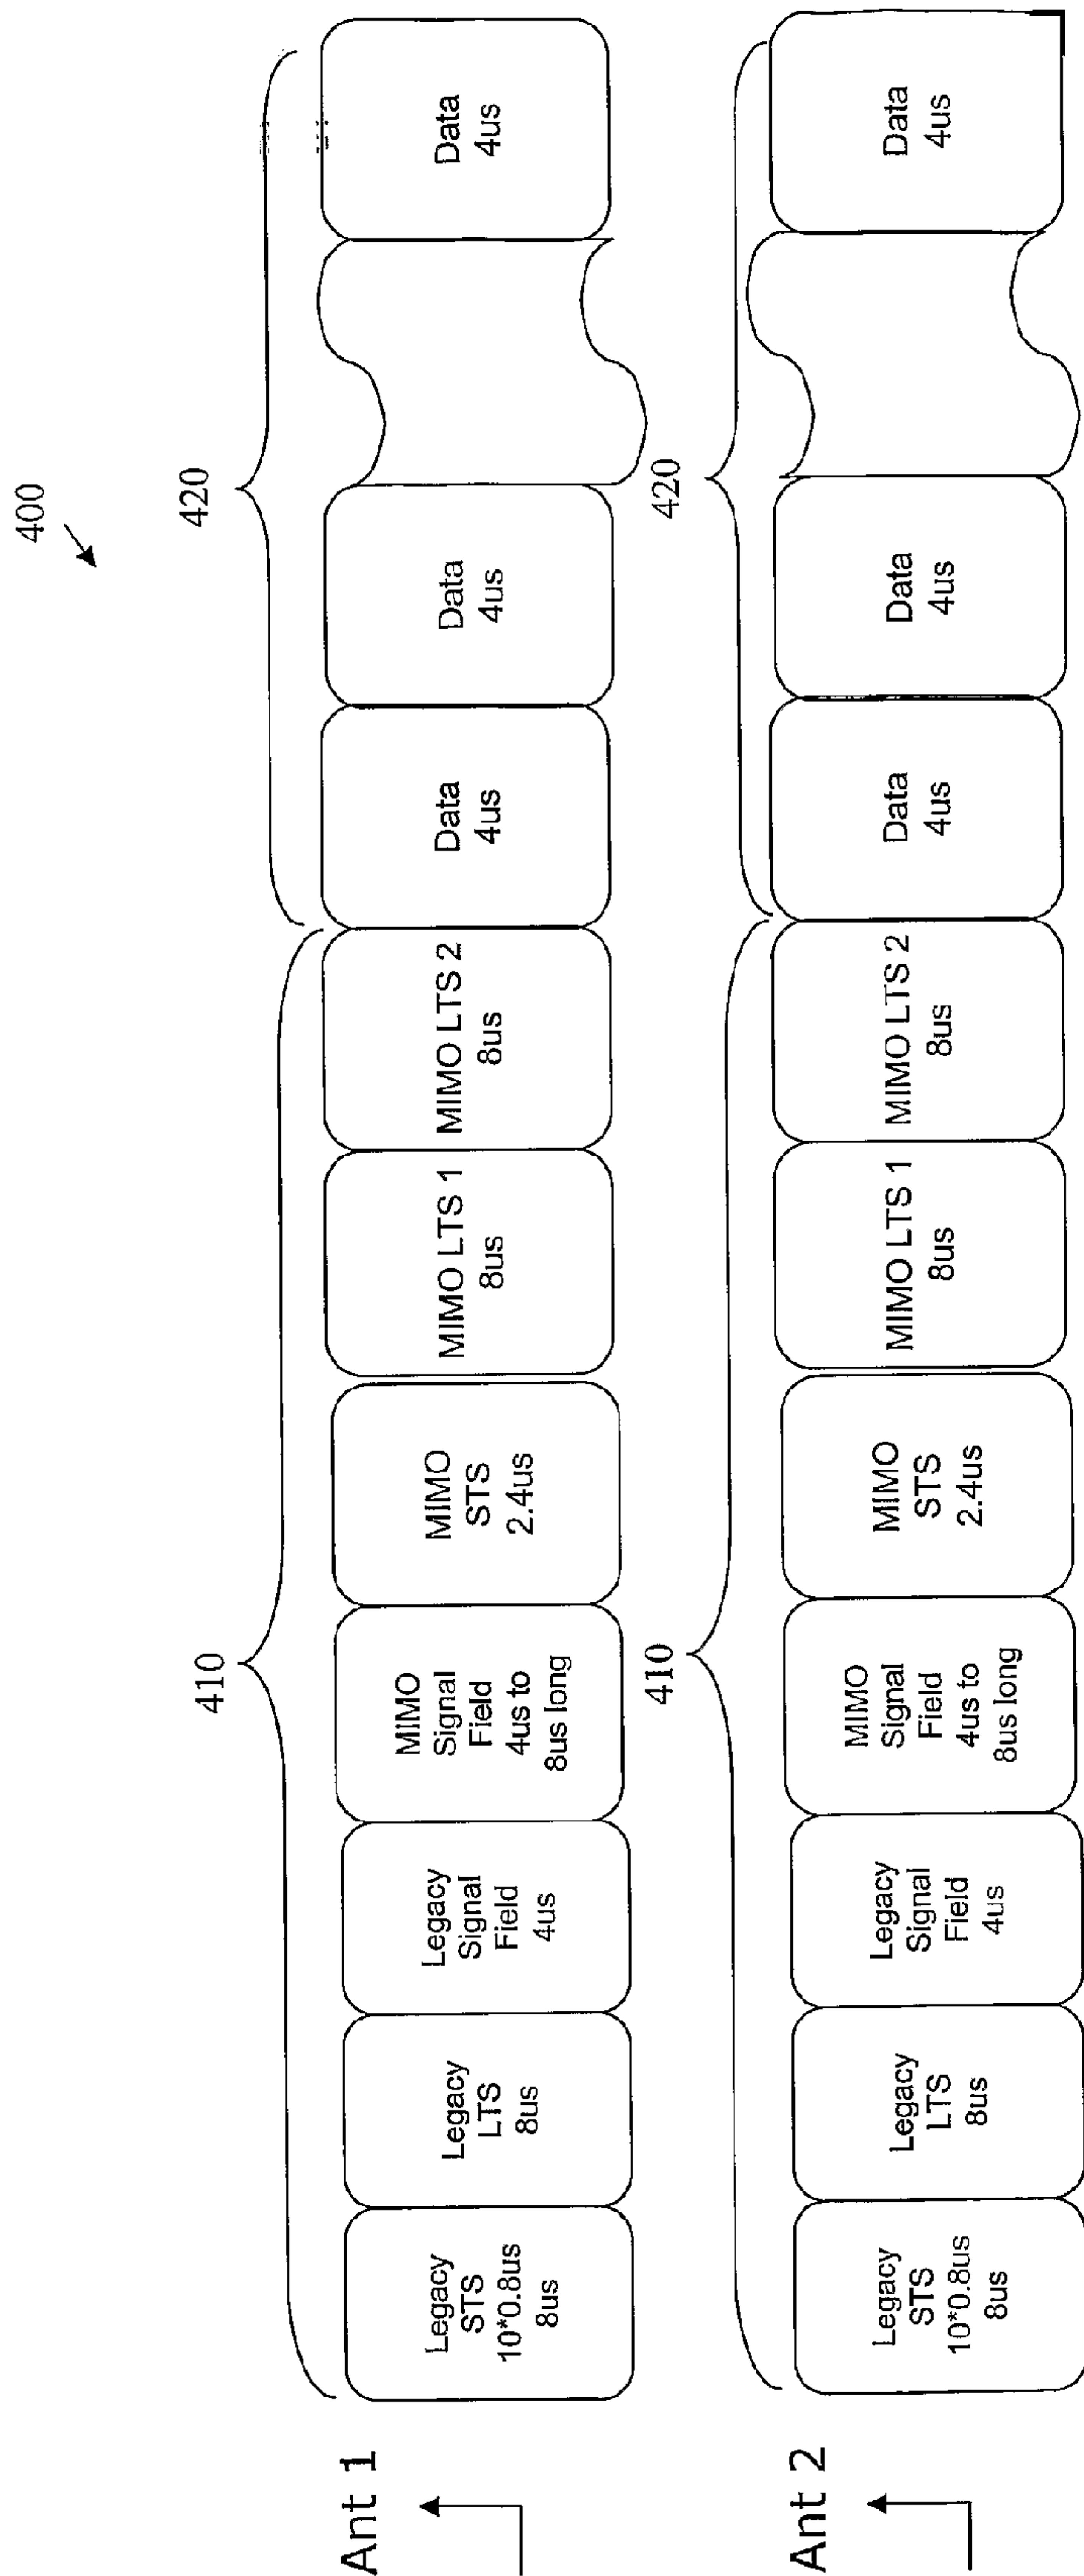 400
410
420
Ant 1
Legacy
STS
10*0.8us
8us
Legacy
LTS
8us
Legacy
Signal
Field
4us
MIMO
Signal
Field
4us to
8us long
MIMO
STS
2.4us
MIMO LTS 1
8us
MIMO LTS 2
8us
Data
4us
Data
4us
Data
4us
410
420
Ant 2
Legacy
STS
10*0.8us
8us
Legacy
LTS
8us
Legacy
Signal
Field
4us
MIMO
Signal
Field
4us to
8us long
MIMO
STS
2.4us
MIMO LTS 1
8us
MIMO LTS 2
8us
Data
4us
Data
4us
Data
4us